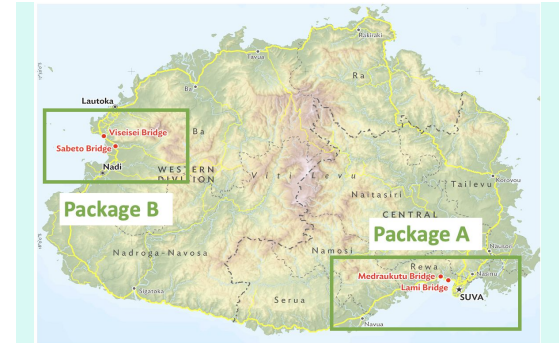 Rakiraki
Tavua
Ra
Ba
Lautoka
Viseisei Bridge
Ba
Sabeto Bridge
Nadi
WESTERN
DIVISION
Viti Levu
Tailevu
Korovou
Naitasiri
Package B
CENTRAL
Package A
Nadroga-Navosa
Namosi
Nausori
Rewa
Medraukutu Bridge
Nasinu
Lami Bridge
SUVA
Sigatoka
Serua
Navua